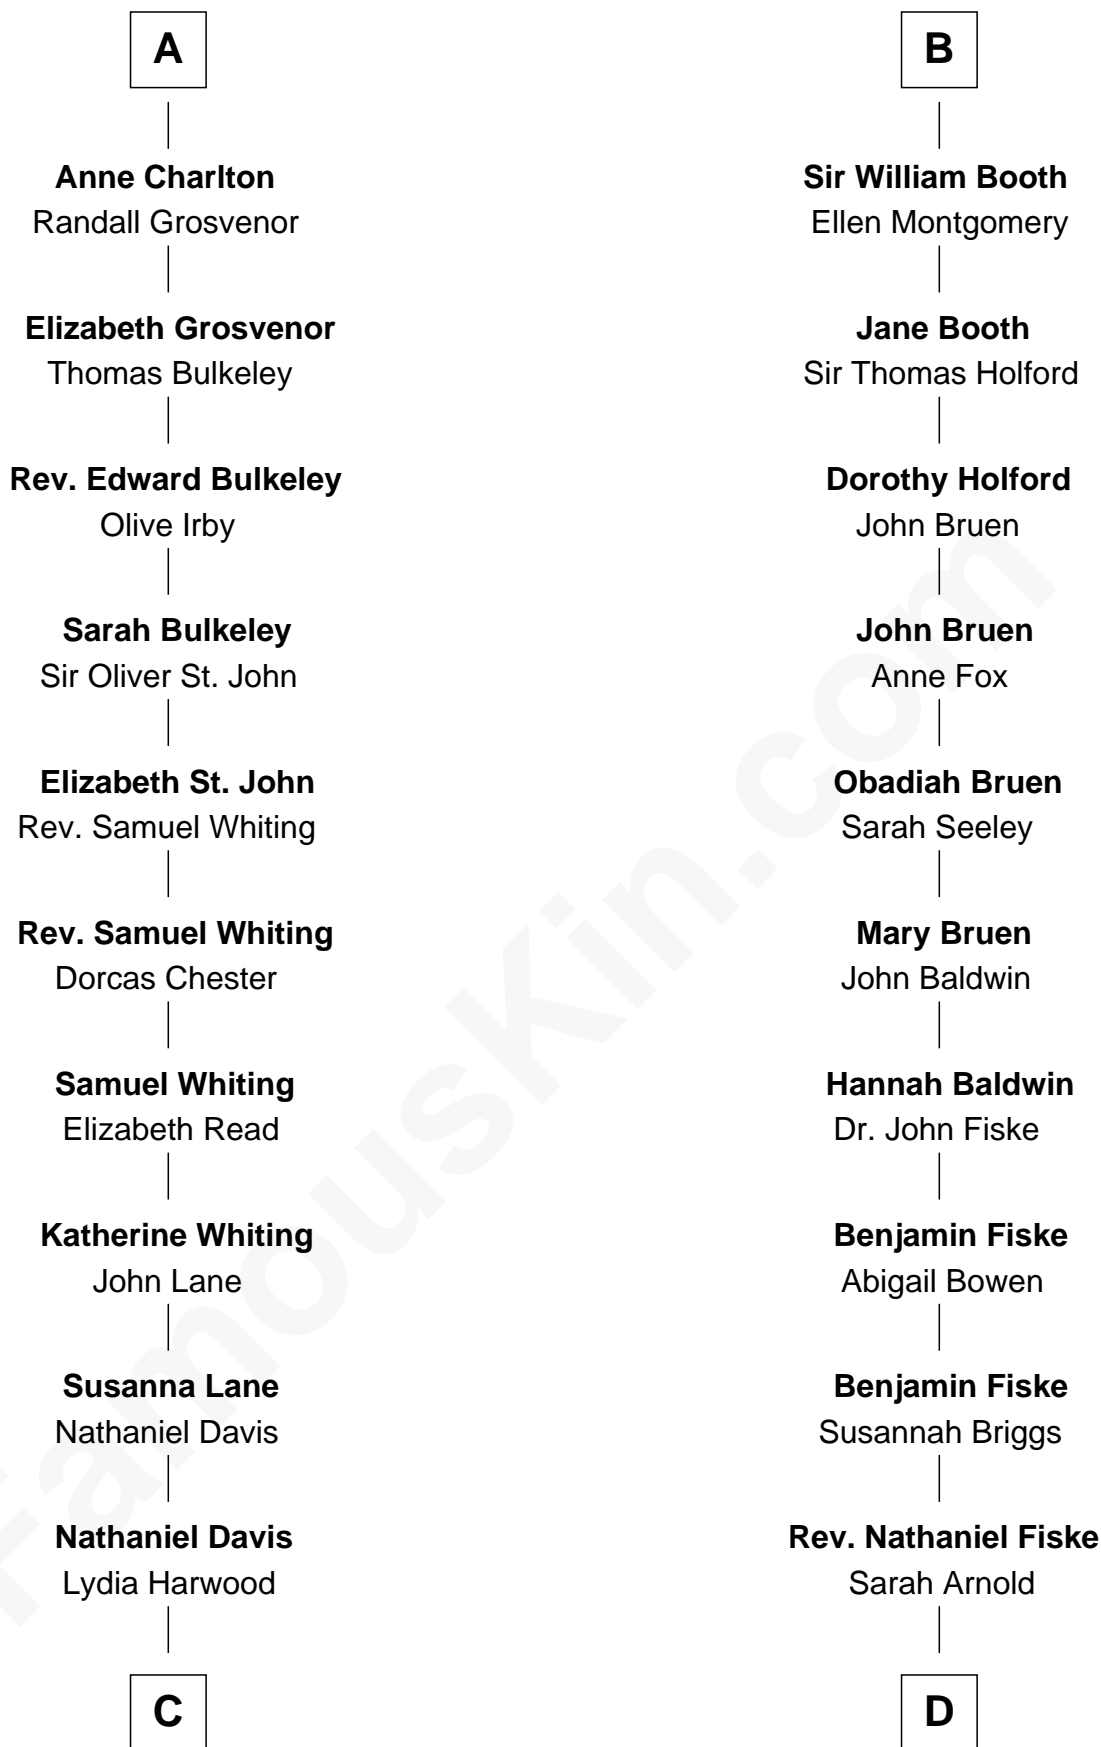 A
Anne Charlton
Randall Grosvenor
Elizabeth Grosvenor
Thomas Bulkeley
Rev. Edward Bulkeley
Olive Irby
Sarah Bulkeley
Sir Oliver St. John
Elizabeth St. John
Rev. Samuel Whiting
Rev. Samuel Whiting
Dorcas Chester
Samuel Whiting
Elizabeth Read
Katherine Whiting
John Lane
Susanna Lane
Nathaniel Davis
Nathaniel Davis
Lydia Harwood
C
B
Sir William Booth
Ellen Montgomery
Jane Booth
Sir Thomas Holford
Dorothy Holford
John Bruen
John Bruen
Anne Fox
Obadiah Bruen
Sarah Seeley
Mary Bruen
John Baldwin
Hannah Baldwin
Dr. John Fiske
Benjamin Fiske
Abigail Bowen
Benjamin Fiske
Susannah Briggs
Rev. Nathaniel Fiske
Sarah Arnold
D
FamousKin.com